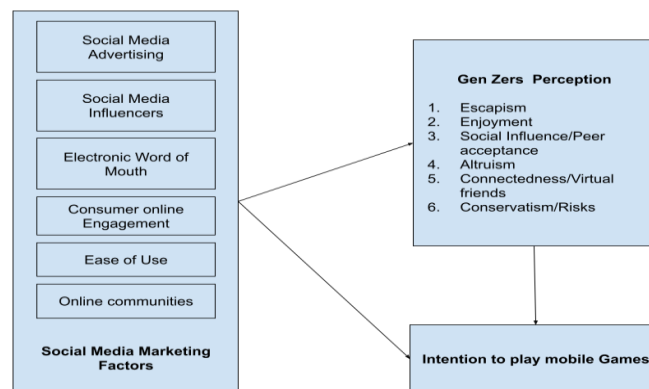 Social Media
Advertising
Social Media
Influencers
Electronic Word of
Mouth
Consumer online
Engagement
Ease of Use
Online communities
Social Media Marketing
Factors
Gen Zers Perception
1. Escapism
2. Enjoyment
3. Social Influence/Peer
acceptance
4. Altruism
5. Connectedness/Virtual
friends
6. Conservatism/Risks
Intention to play mobile Games